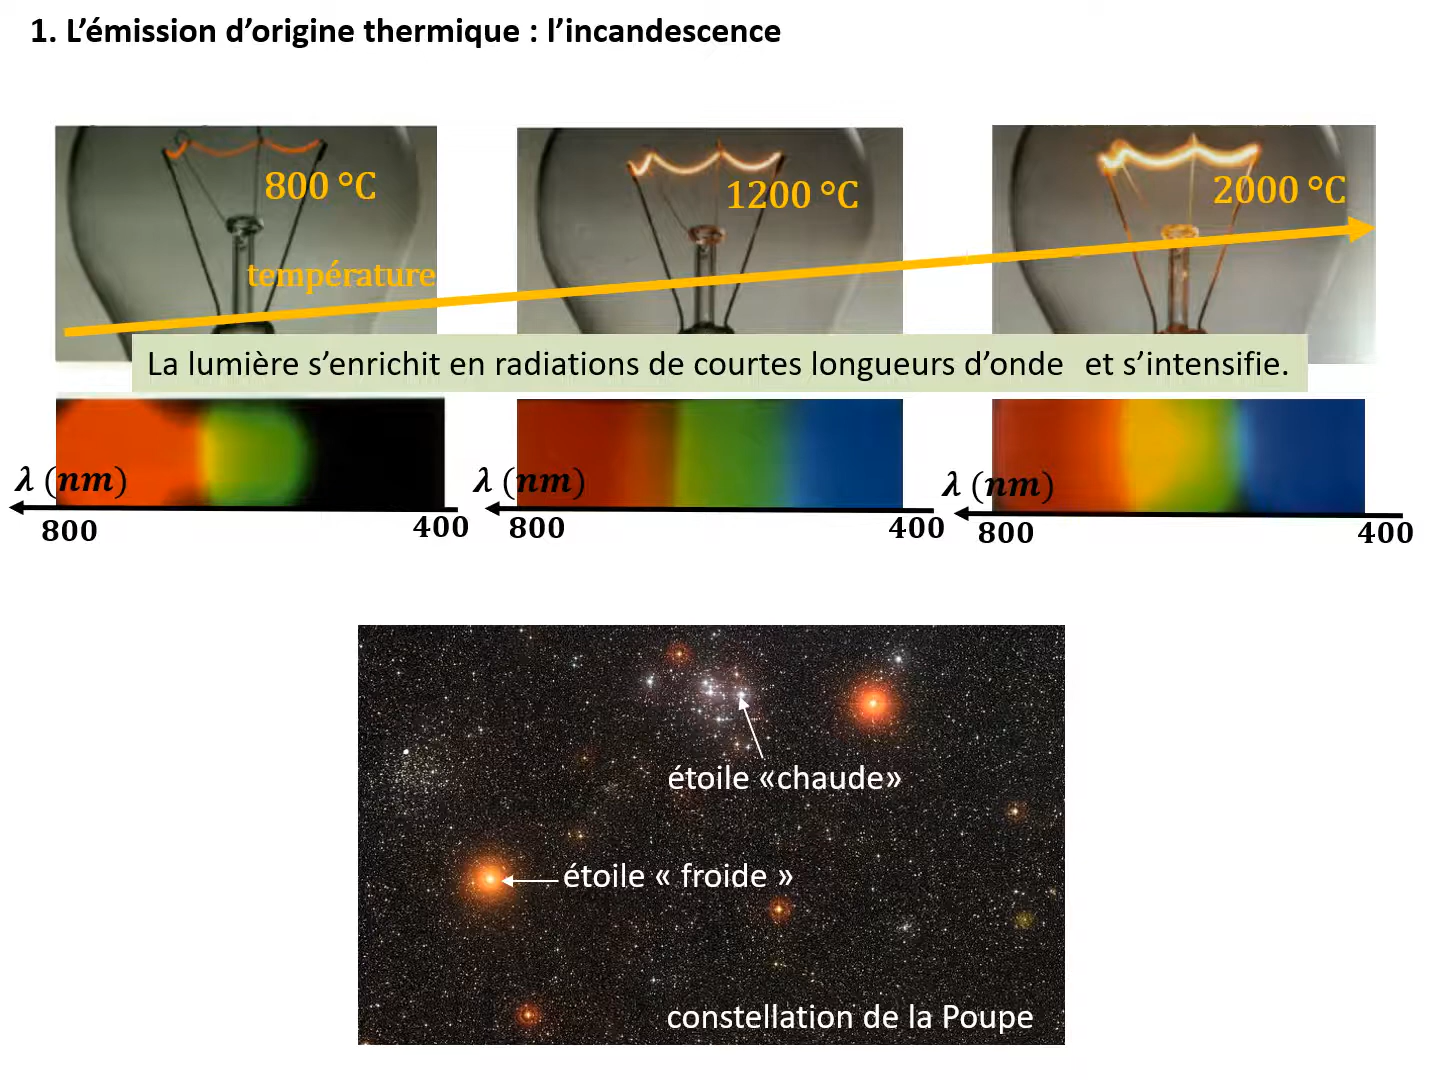 1. L’émission d’origine thermique : l’incandescence
800 °C
1200 °C
2000 °C
température
La lumière s’enrichit en radiations de courtes longueurs d’onde et s’intensifie.
λ (nm)
λ (nm)
λ (nm)
800
400
800
400
800
400
étoile «chaude»
étoile « froide »
constellation de la Poupe